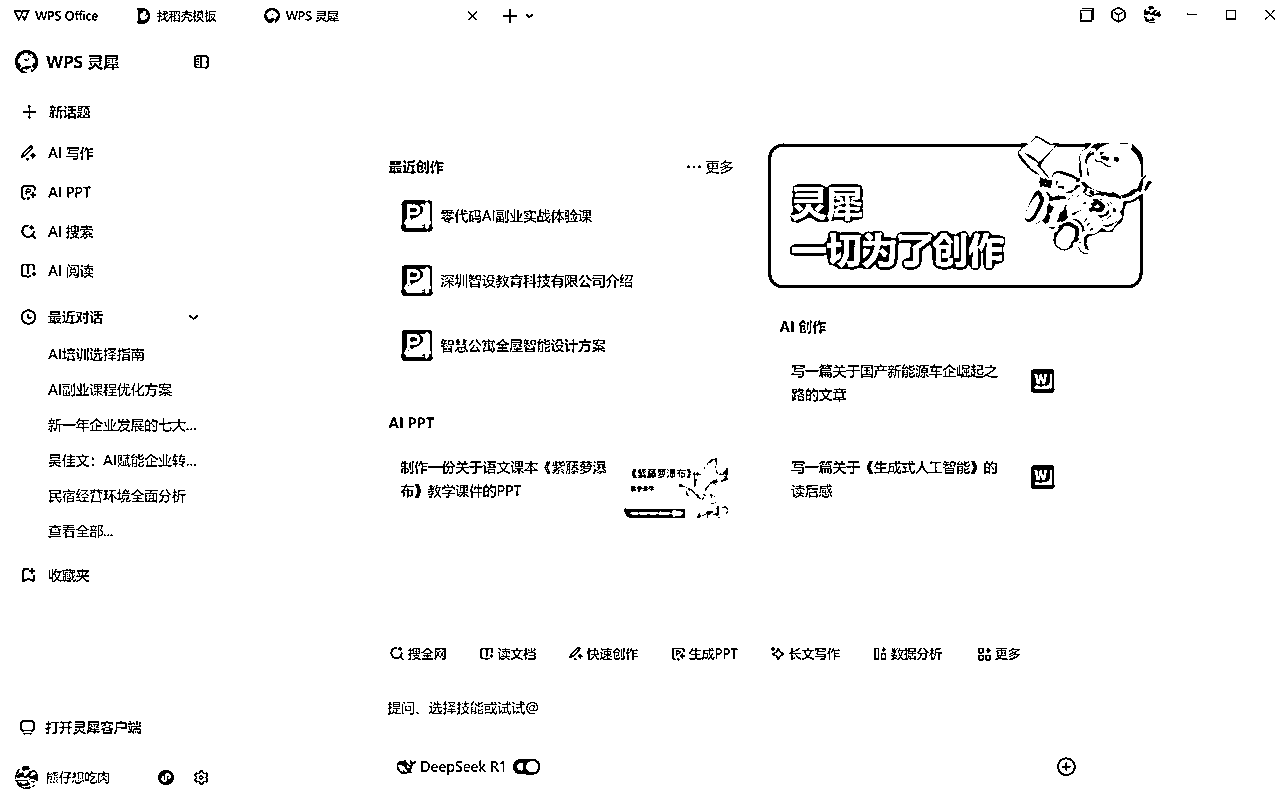 WPS Office
找稻壳模板
WPS 灵犀
WPS 灵犀
新话题
AI 写作
AI PPT
AI 搜索
AI 阅读
最近对话
AI培训选择指南
AI副业课程优化方案
新一年企业发展的七大...
吴佳文：AI赋能企业转...
民宿经营环境全面分析
查看全部...
收藏夹
打开灵犀客户端
熊仔想吃肉
最近创作
··· 更多
零代码AI副业实战体验课
深圳智设教育科技有限公司介绍
智慧公寓全屋智能设计方案
AI PPT
制作一份关于语文课本《紫藤萝瀑
布》教学课件的PPT
《紫藤萝瀑布》
灵犀
一切为了创作
AI 创作
写一篇关于国产新能源车企崛起之
路的文章
写一篇关于《生成式人工智能》的
读后感
搜全网
读文档
快速创作
生成PPT
长文写作
数据分析
更多
提问、选择技能或试试@
DeepSeek R1